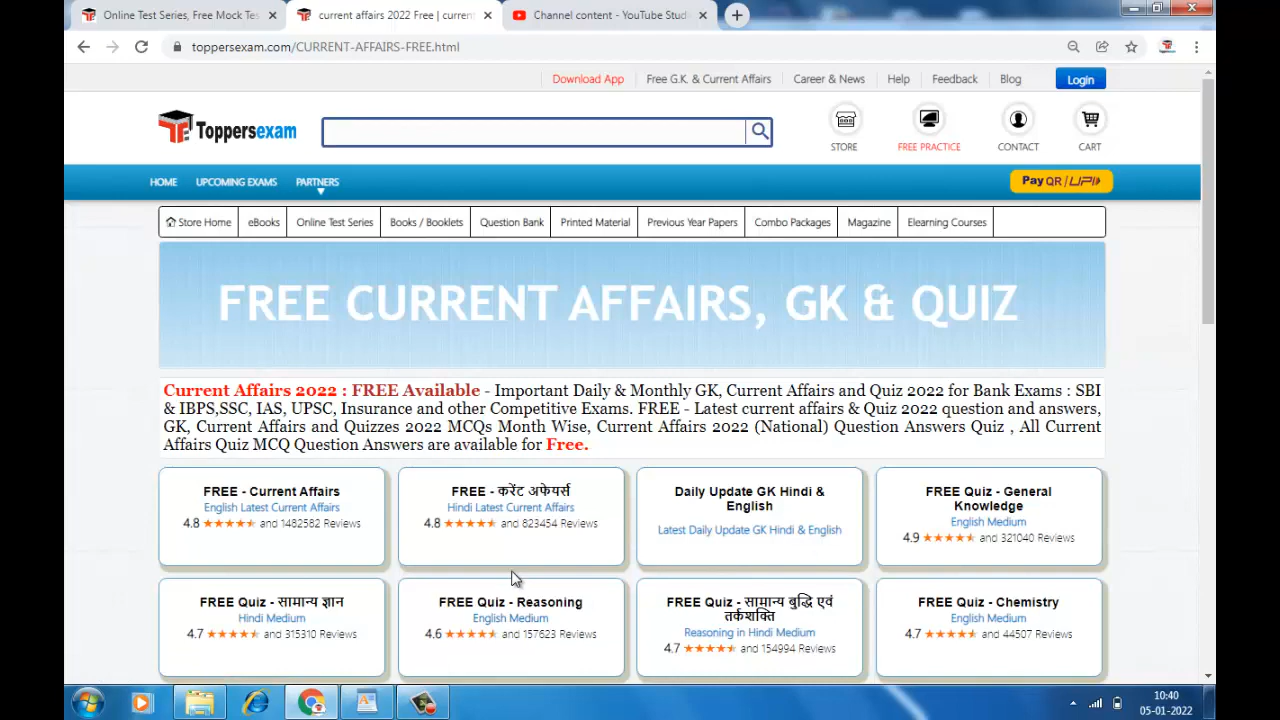 Online Test Series, Free Mock Tes
current affairs 2022 Free | curren
Channel content - YouTube Studi
toppersexam.com/CURRENT-AFFAIRS-FREE.html
Download App
Free G.K. & Current Affairs
Career & News
Help
Feedback
Blog
Login
Toppersexam
STORE
FREE PRACTICE
CONTACT
CART
HOME
UPCOMING EXAMS
PARTNERS
Pay QR / UPI
Store Home
eBooks
Online Test Series
Books / Booklets
Question Bank
Printed Material
Previous Year Papers
Combo Packages
Magazine
Elearning Courses
FREE CURRENT AFFAIRS, GK & QUIZ
Current Affairs 2022 : FREE Available - Important Daily & Monthly GK, Current Affairs and Quiz 2022 for Bank Exams : SBI
& IBPS,SSC, IAS, UPSC, Insurance and other Competitive Exams. FREE - Latest current affairs & Quiz 2022 question and answers,
GK, Current Affairs and Quizzes 2022 MCQs Month Wise, Current Affairs 2022 (National) Question Answers Quiz , All Current
Affairs Quiz MCQ Question Answers are available for Free.
FREE - Current Affairs
English Latest Current Affairs
4.8 and 1482582 Reviews
FREE - करेंट अफेयर्स
Hindi Latest Current Affairs
4.8 and 823454 Reviews
Daily Update GK Hindi &
English
Latest Daily Update GK Hindi & English
FREE Quiz - General
Knowledge
English Medium
4.9 and 321040 Reviews
FREE Quiz - सामान्य ज्ञान
Hindi Medium
4.7 and 315310 Reviews
FREE Quiz - Reasoning
English Medium
4.6 and 157623 Reviews
FREE Quiz - सामान्य बुद्धि एवं
तर्कशक्ति
Reasoning in Hindi Medium
4.7 and 154994 Reviews
FREE Quiz - Chemistry
English Medium
4.7 and 44507 Reviews
10:40
05-01-2022